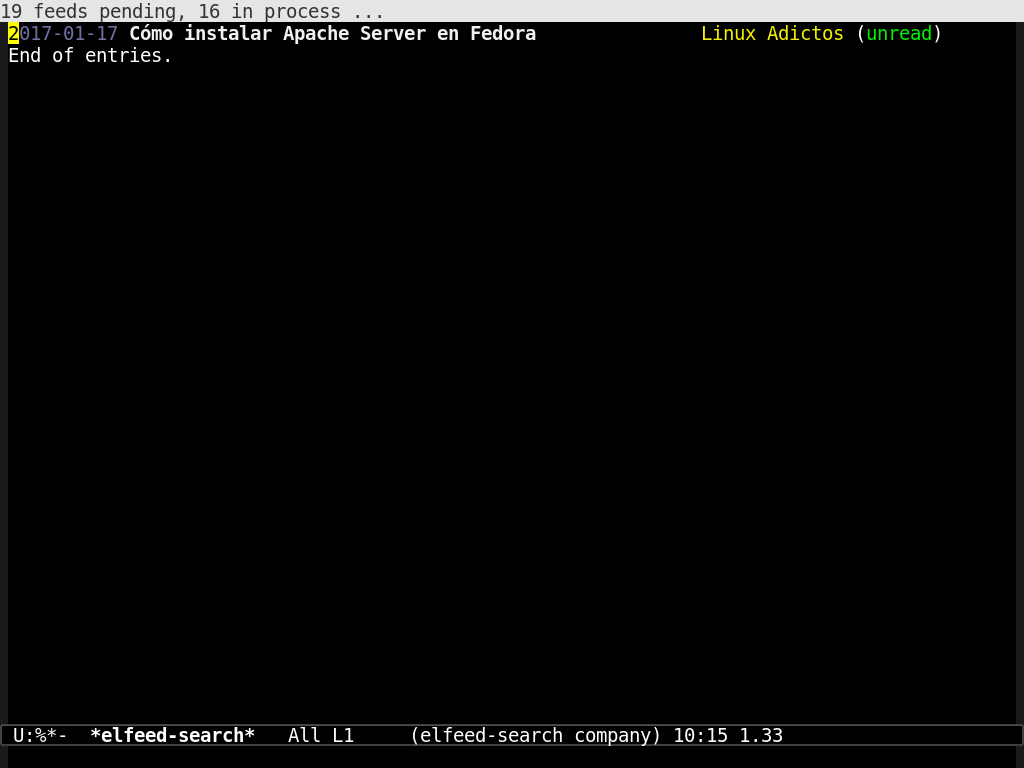 19 feeds pending, 16 in process ...
2017-01-17 Cómo instalar Apache Server en Fedora Linux Adictos (unread)
End of entries.
U:%*- *elfeed-search* All L1 (elfeed-search company) 10:15 1.33